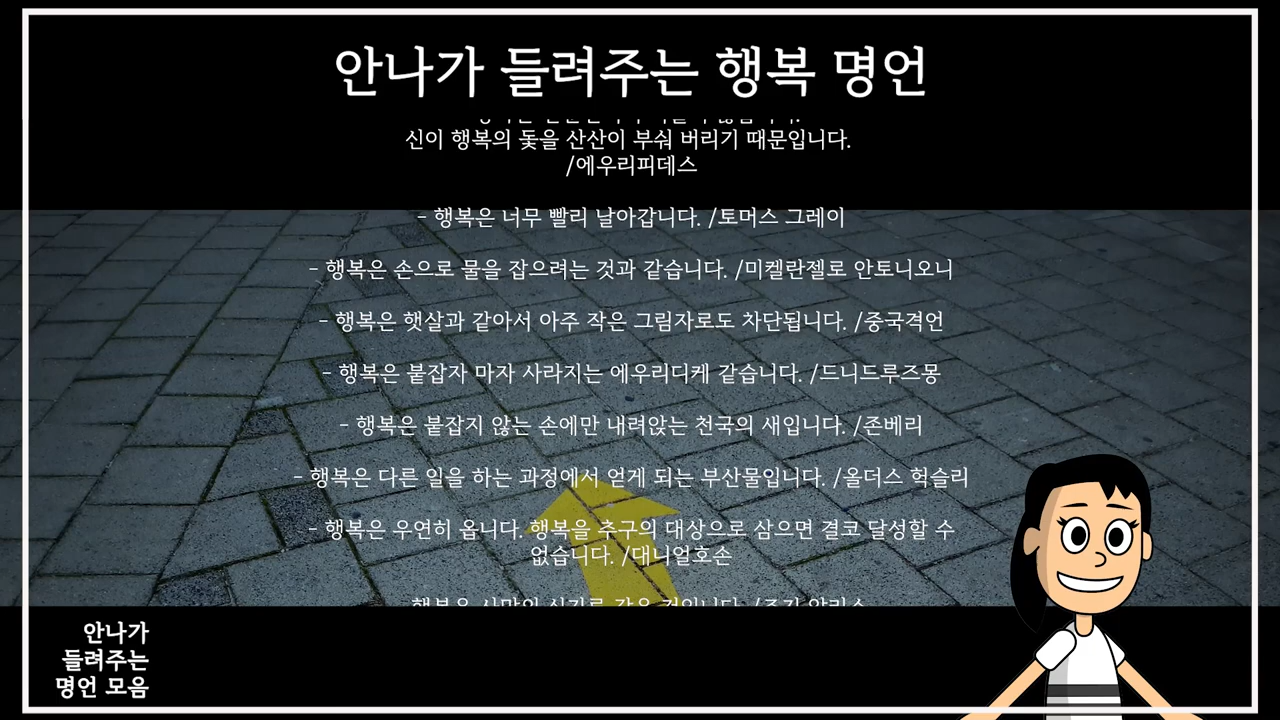 안나가 들려주는 행복 명언
신이 행복의 돛을 산산이 부숴 버리기 때문입니다.
/에우리피데스
- 행복은 너무 빨리 날아갑니다. /토머스 그레이
- 행복은 손으로 물을 잡으려는 것과 같습니다. /미켈란젤로 안토니오니
- 행복은 햇살과 같아서 아주 작은 그림자로도 차단됩니다. /중국격언
- 행복은 붙잡자 마자 사라지는 에우리디케 같습니다. /드니드루즈몽
- 행복은 붙잡지 않는 손에만 내려앉는 천국의 새입니다. /존베리
- 행복은 다른 일을 하는 과정에서 얻게 되는 부산물입니다. /올더스 헉슬리
- 행복은 우연히 옵니다. 행복을 추구의 대상으로 삼으면 결코 달성할 수
없습니다. /대니얼호손
안나가
들려주는
명언 모음